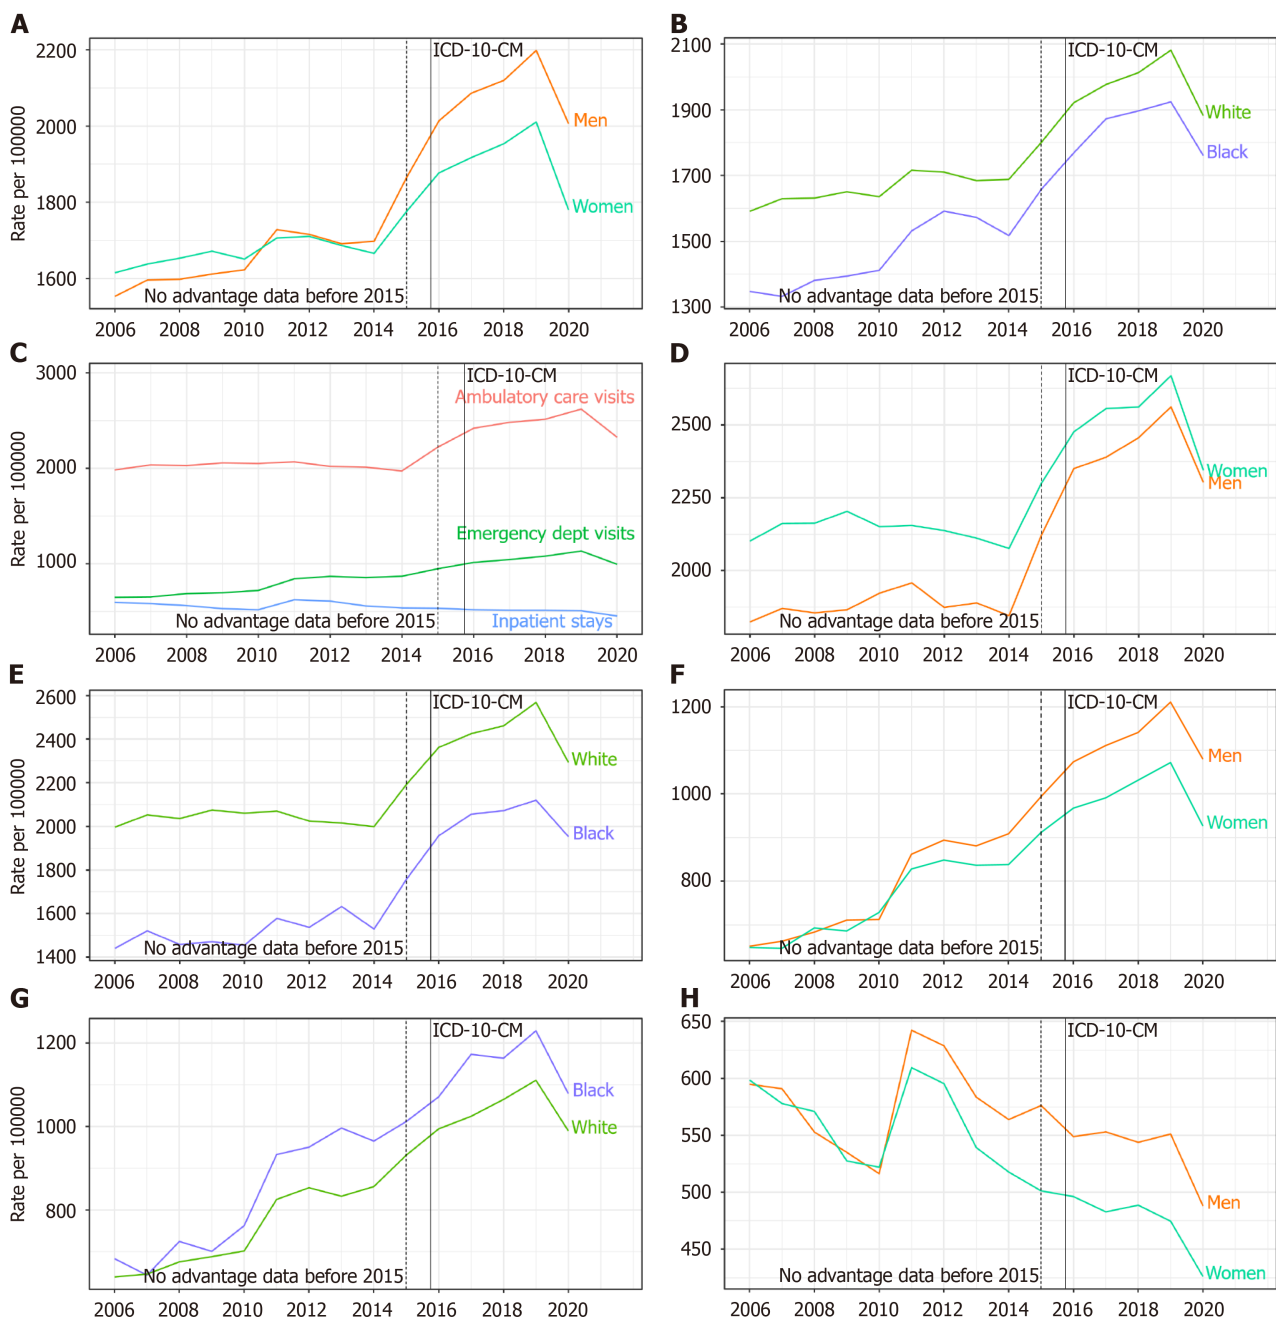 A
Rate per 100000
2200
2000
1800
1600
ICD-10-CM
Men
Women
No advantage data before 2015
2006 2008 2010 2012 2014 2016 2018 2020
B
2100
1900
1700
1500
1300
ICD-10-CM
White
Black
No advantage data before 2015
2006 2008 2010 2012 2014 2016 2018 2020
C
Rate per 100000
3000
2000
1000
ICD-10-CM
Ambulatory care visits
Emergency dept visits
No advantage data before 2015
Inpatient stays
2006 2008 2010 2012 2014 2016 2018 2020
D
2500
2250
2000
ICD-10-CM
Women
Men
No advantage data before 2015
2006 2008 2010 2012 2014 2016 2018 2020
E
Rate per 100000
2600
2400
2200
2000
1800
1600
1400
ICD-10-CM
White
Black
No advantage data before 2015
2006 2008 2010 2012 2014 2016 2018 2020
F
1200
1000
800
ICD-10-CM
Men
Women
No advantage data before 2015
2006 2008 2010 2012 2014 2016 2018 2020
G
Rate per 100000
1200
1000
800
ICD-10-CM
Black
White
No advantage data before 2015
2006 2008 2010 2012 2014 2016 2018 2020
H
650
600
550
500
450
ICD-10-CM
Men
Women
No advantage data before 2015
2006 2008 2010 2012 2014 2016 2018 2020